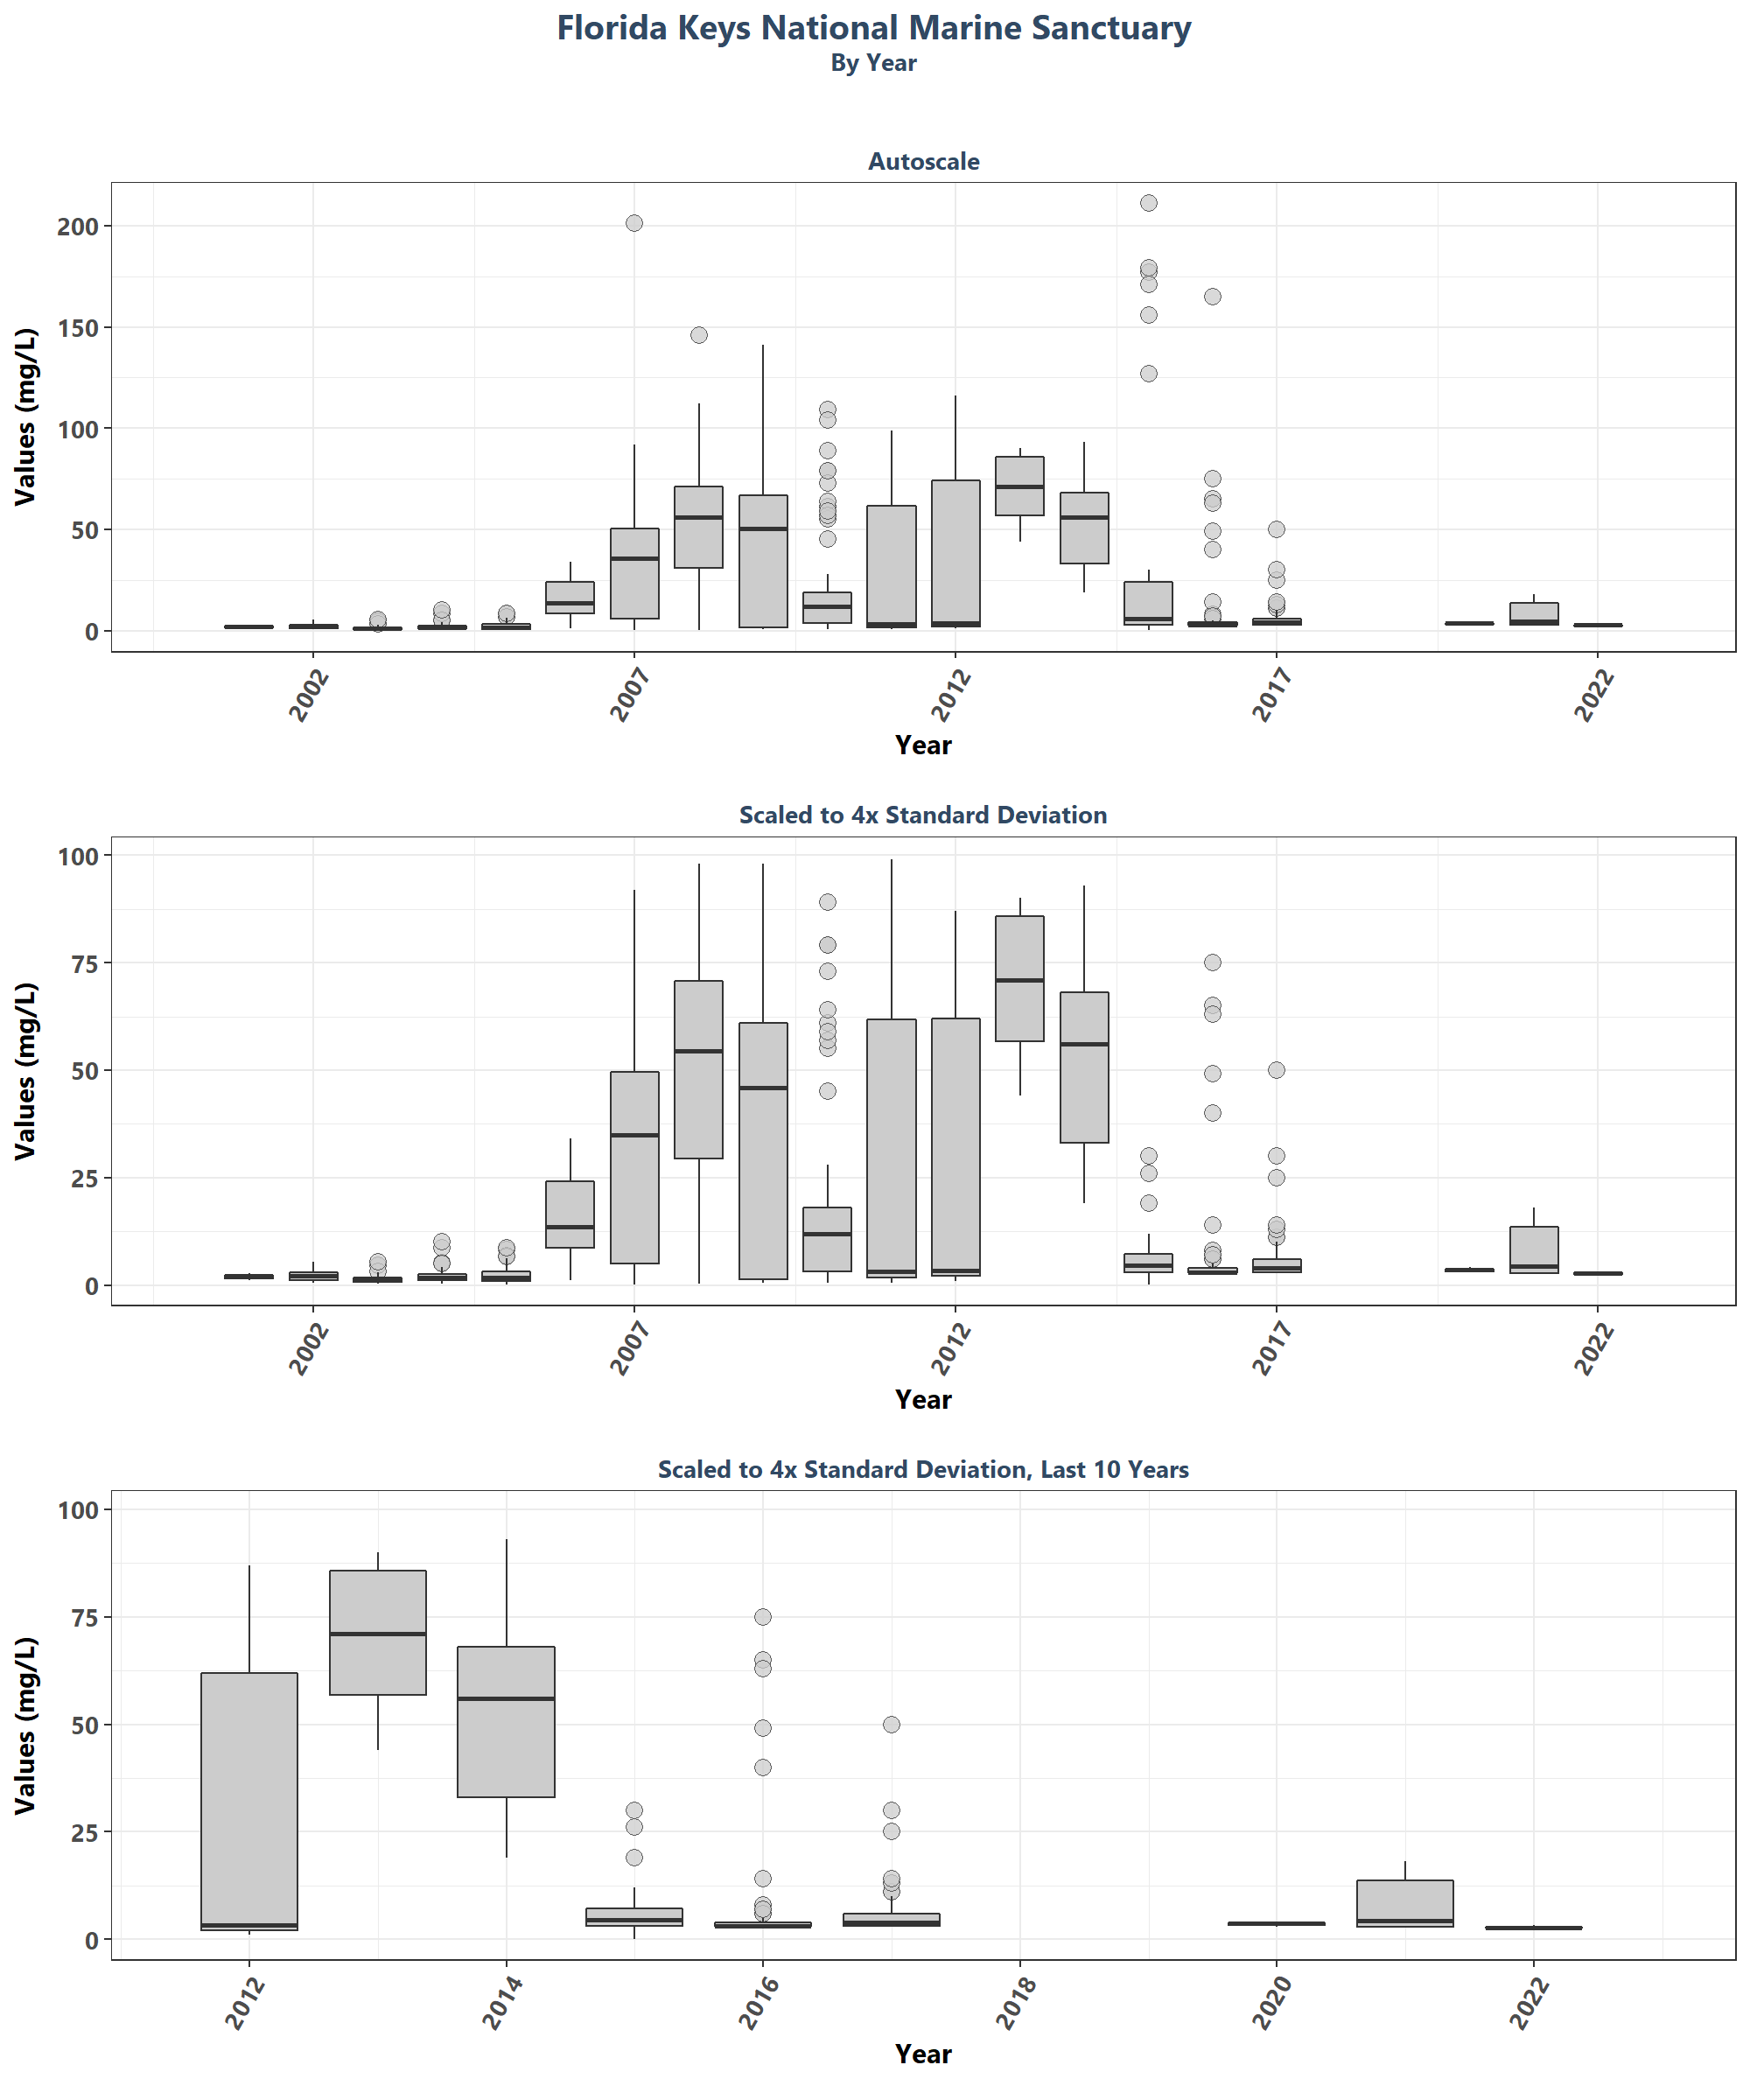 Florida Keys National Marine Sanctuary
By Year
Autoscale
Values (mg/L)
200
150
100
50
0
2002 2007 2012 2017 2022
Year
Scaled to 4x Standard Deviation
Values (mg/L)
100
75
50
25
0
2002 2007 2012 2017 2022
Year
Scaled to 4x Standard Deviation, Last 10 Years
Values (mg/L)
100
75
50
25
0
2012 2014 2016 2018 2020 2022
Year